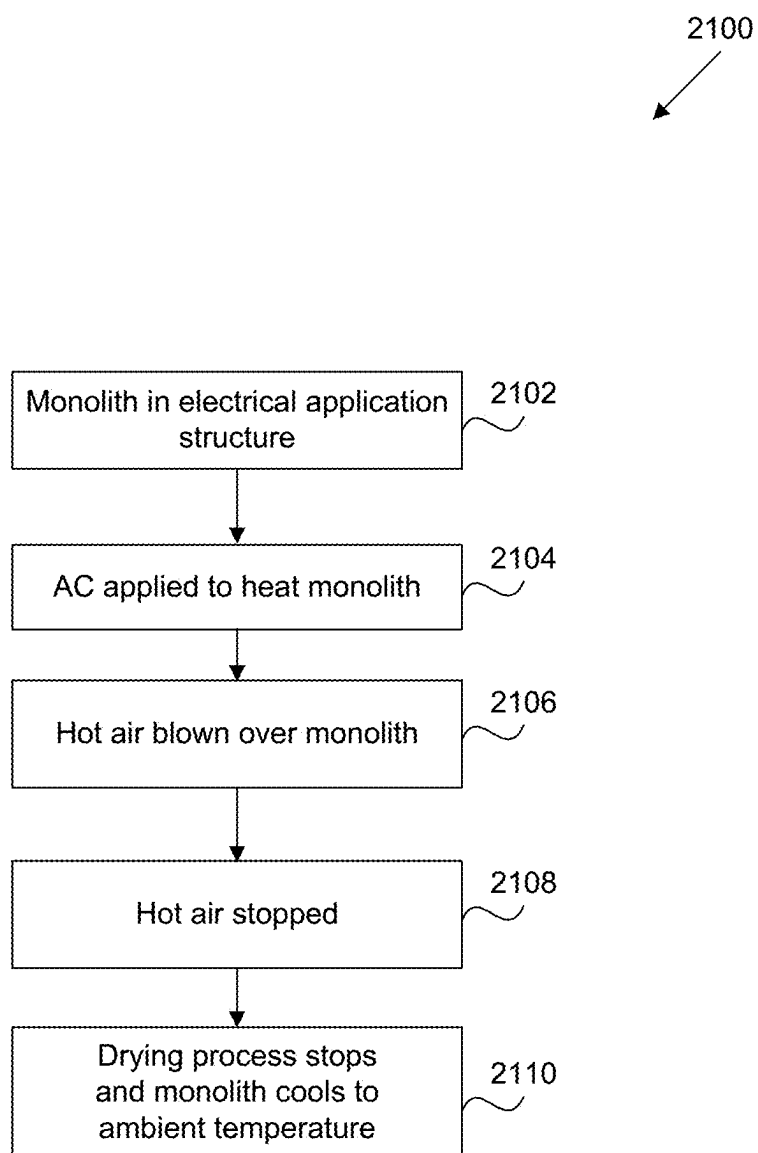 2100
Monolith in electrical application
structure
2102
AC applied to heat monolith
2104
Hot air blown over monolith
2106
Hot air stopped
2108
Drying process stops
and monolith cools to
ambient temperature
2110